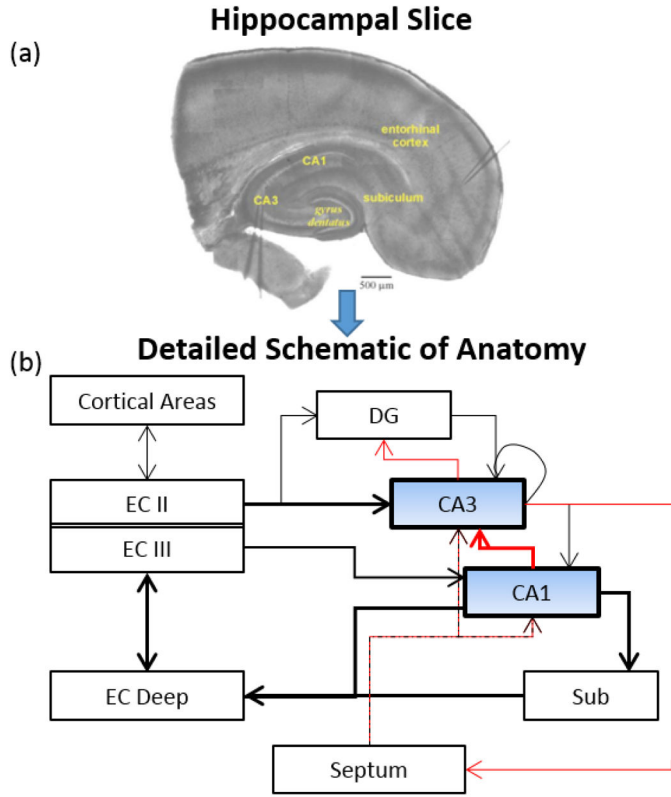 Hippocampal Slice
(a)
entorhinal
cortex
CA1
CA3
subiculum
gyrus
dentatus
500 µm
Detailed Schematic of Anatomy
(b)
Cortical Areas
DG
EC II
CA3
EC III
CA1
EC Deep
Sub
Septum